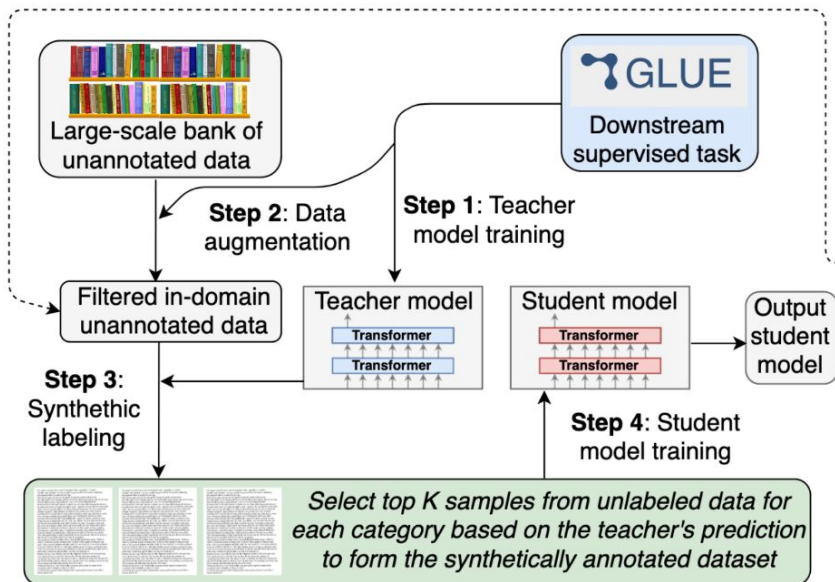 Large-scale bank of
unannotated data
GLUE
Downstream
supervised task
Step 2: Data
augmentation
Step 1: Teacher
model training
Filtered in-domain
unannotated data
Teacher model
Transformer
Transformer
Student model
Transformer
Transformer
Output
student
model
Step 3:
Synthethic
labeling
Step 4: Student
model training
Select top K samples from unlabeled data for
each category based on the teacher's prediction
to form the synthetically annotated dataset